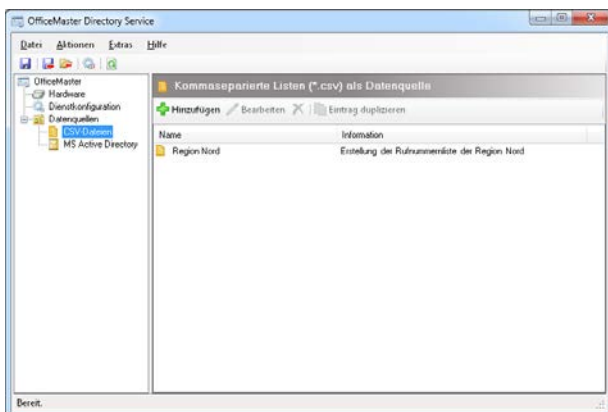 OfficeMaster Directory Service
Datei Aktionen Extras Hilfe
OfficeMaster
Hardware
Dienstkonfiguration
Datenquellen
CSV-Dateien
MS Active Directory
Kommaseparierte Listen (*.csv) als Datenquelle
Hinzufügen Bearbeiten Eintrag duplizieren
Name Information
Region Nord Erstellung der Rufnummernliste der Region Nord
Bereit.